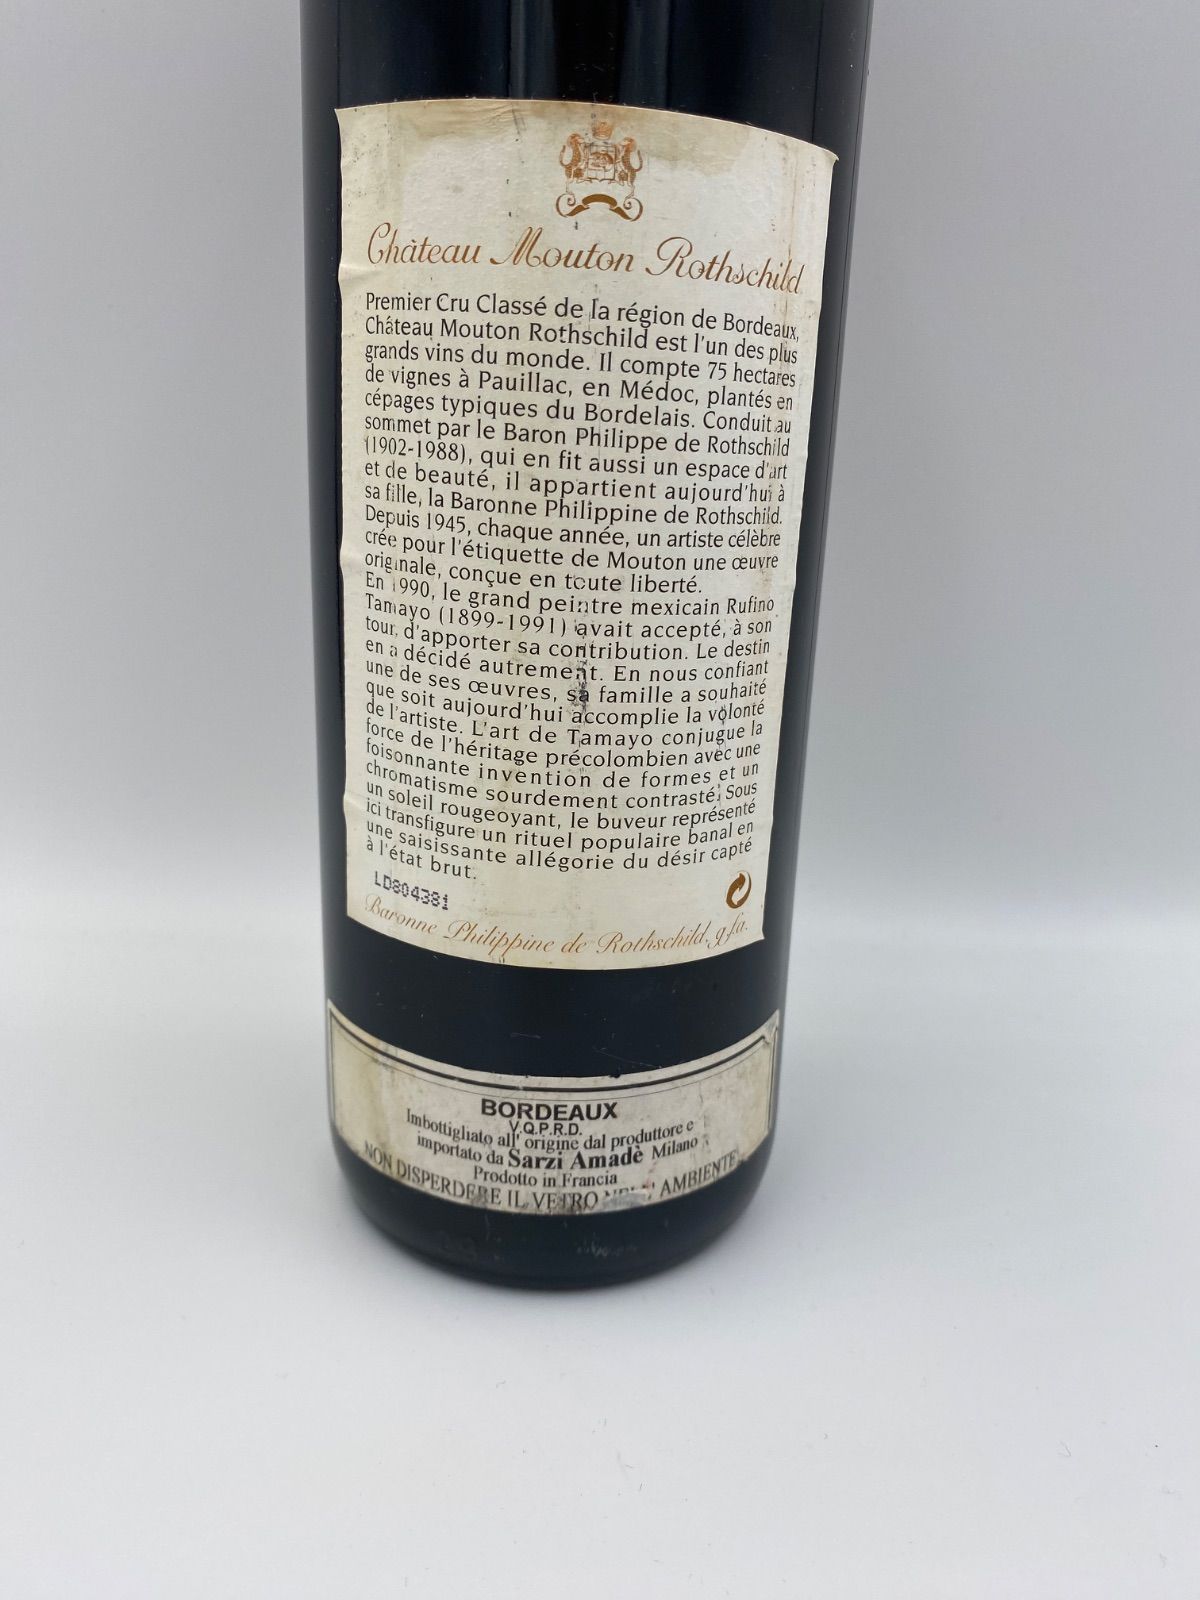 Château Mouton Rothschild
Premier Cru Classé de la région de Bordeaux,
Château Mouton Rothschild est l'un des plus
grands vins du monde. Il compte 75 hectares
de vignes à Pauillac, en Médoc, plantés en
cépages typiques du Bordelais. Conduit au
sommet par le Baron Philippe de Rothschild
(1902-1988), qui en fit aussi un espace d'art
et de beauté, il appartient aujourd'hui à
sa fille, la Baronne Philippine de Rothschild.
Depuis 1945, chaque année, un artiste célèbre
crée pour l'étiquette de Mouton une œuvre
originale, conçue en toute liberté.
En 1990, le grand peintre mexicain Rufino
Tamayo (1899-1991) avait accepté, à son
tour, d'apporter sa contribution. Le destin
en a décidé autrement. En nous confiant
une de ses œuvres, sa famille a souhaité
que soit aujourd'hui accomplie la volonté
de l'artiste. L'art de Tamayo conjugue la
force de l'héritage précolombien avec une
foisonnante invention de formes et un
chromatisme sourdement contrasté. Sous
un soleil rougeoyant, le buveur représenté
ici transfigure un rituel populaire banal en
une saisissante allégorie du désir capté
à l'état brut.
LD804381
Baronne Philippine de Rothschild, g.f.a.
BORDEAUX
V.Q.P.R.D.
Imbottigliato all' origine dal produttore e
importato da Sarzi Amadè Milano
Prodotto in Francia
NON DISPERDERE IL VETRO NELL' AMBIENTE